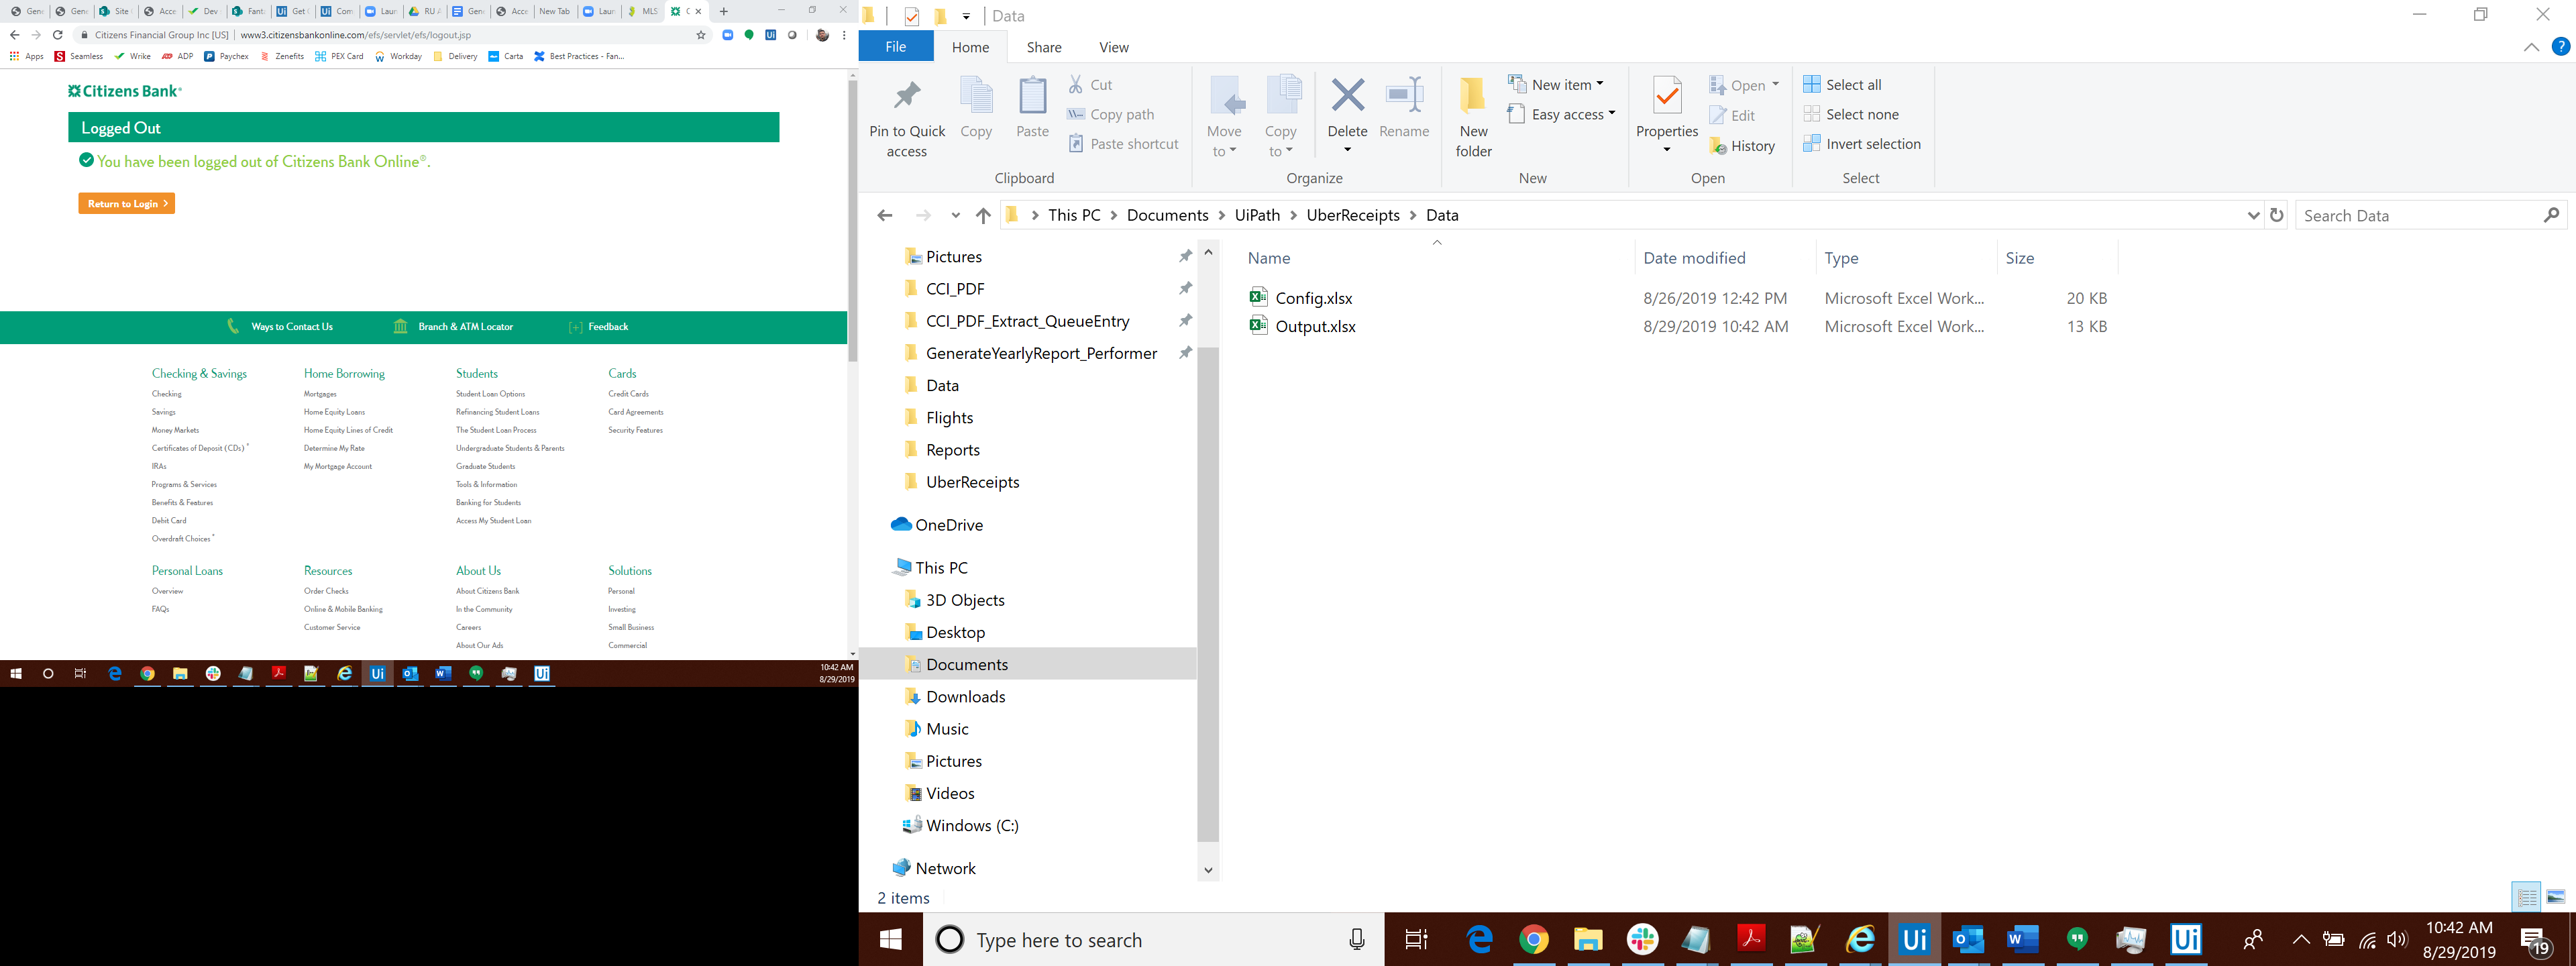 Gene
Gene
Site
Acce
Dev
Fant
Get
Com
Laun
RU A
Gene
Acce
New Tab
Laun
MLS
C
Citizens Financial Group Inc [US] | www3.citizensbankonline.com/efs/servlet/efs/logout.jsp
Apps Seamless Wrike ADP Paychex Zenefits PEX Card Workday Delivery Carta Best Practices - Fan...
Citizens Bank®
Logged Out
You have been logged out of Citizens Bank Online®.
Return to Login >
Ways to Contact Us Branch & ATM Locator [+] Feedback
Checking & Savings
Checking
Savings
Money Markets
Certificates of Deposit (CDs) *
IRAs
Programs & Services
Benefits & Features
Debit Card
Overdraft Choices *
Home Borrowing
Mortgages
Home Equity Loans
Home Equity Lines of Credit
Determine My Rate
My Mortgage Account
Students
Student Loan Options
Refinancing Student Loans
The Student Loan Process
Undergraduate Students & Parents
Graduate Students
Tools & Information
Banking for Students
Access My Student Loan
Cards
Credit Cards
Card Agreements
Security Features
Personal Loans
Overview
FAQs
Resources
Order Checks
Online & Mobile Banking
Customer Service
About Us
About Citizens Bank
In the Community
Careers
About Our Ads
Solutions
Personal
Investing
Small Business
Commercial
10:42 AM
8/29/2019
Data
File Home Share View
Pin to Quick access
Copy
Paste
Cut
Copy path
Paste shortcut
Clipboard
Move to
Copy to
Delete
Rename
Organize
New folder
New item
Easy access
New
Properties
Open
Edit
History
Open
Select all
Select none
Invert selection
Select
This PC > Documents > UiPath > UberReceipts > Data
Search Data
Pictures
CCI_PDF
CCI_PDF_Extract_QueueEntry
GenerateYearlyReport_Performer
Data
Flights
Reports
UberReceipts
OneDrive
This PC
3D Objects
Desktop
Documents
Downloads
Music
Pictures
Videos
Windows (C:)
Network
Name Date modified Type Size
Config.xlsx 8/26/2019 12:42 PM Microsoft Excel Work... 20 KB
Output.xlsx 8/29/2019 10:42 AM Microsoft Excel Work... 13 KB
2 items
Type here to search
10:42 AM
8/29/2019
19